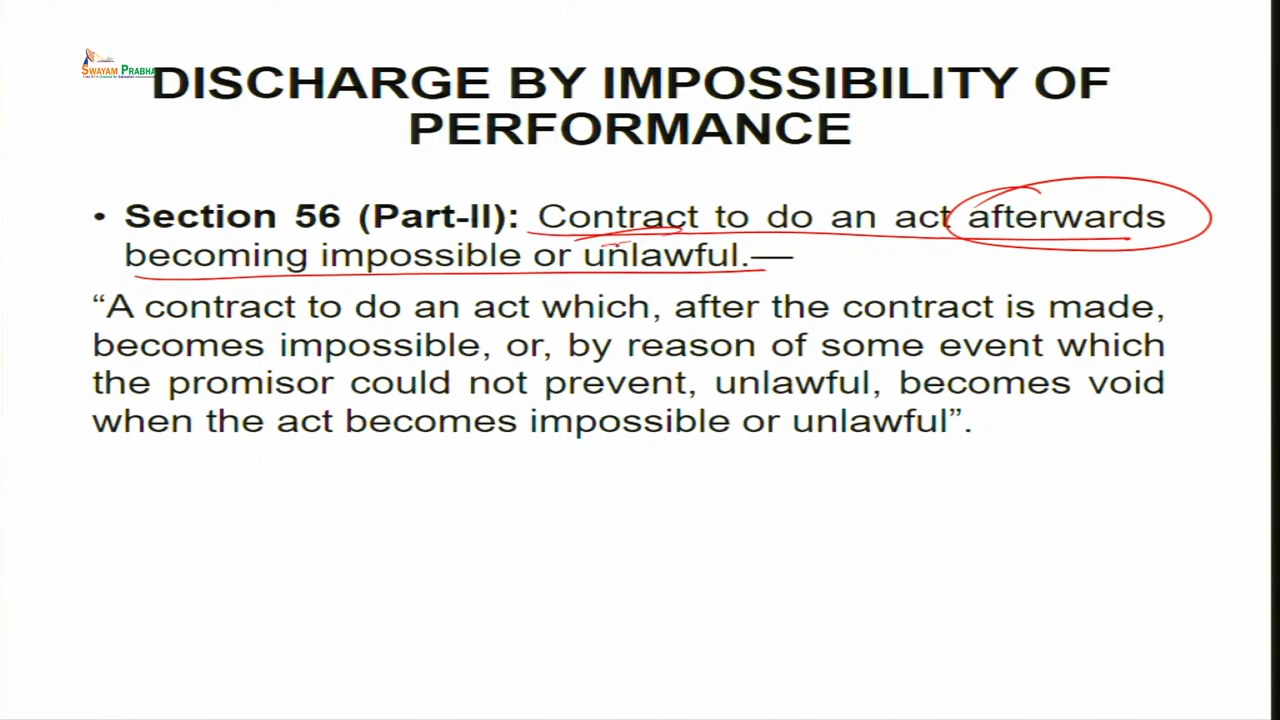 SWAYAM PRABHA
DISCHARGE BY IMPOSSIBILITY OF
PERFORMANCE
• Section 56 (Part-II): Contract to do an act afterwards
becoming impossible or unlawful.—
“A contract to do an act which, after the contract is made,
becomes impossible, or, by reason of some event which
the promisor could not prevent, unlawful, becomes void
when the act becomes impossible or unlawful”.